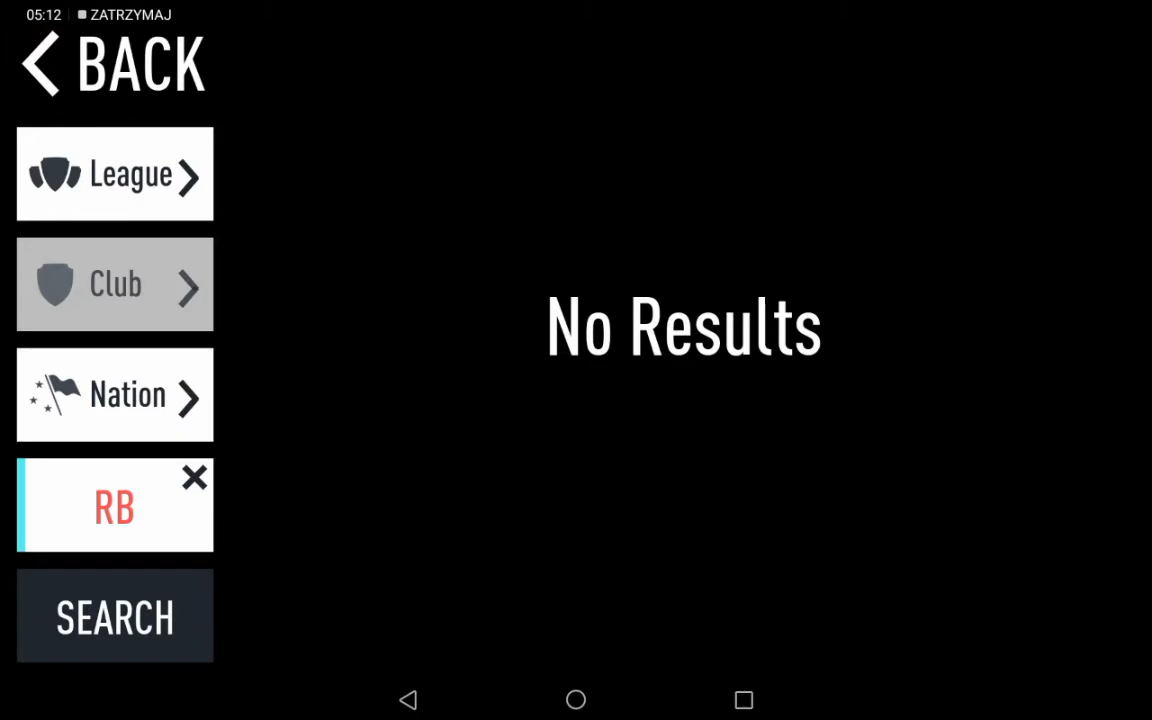 05:12 ZATRZYMAJ
BACK
League
Club
Nation
RB
SEARCH
No Results